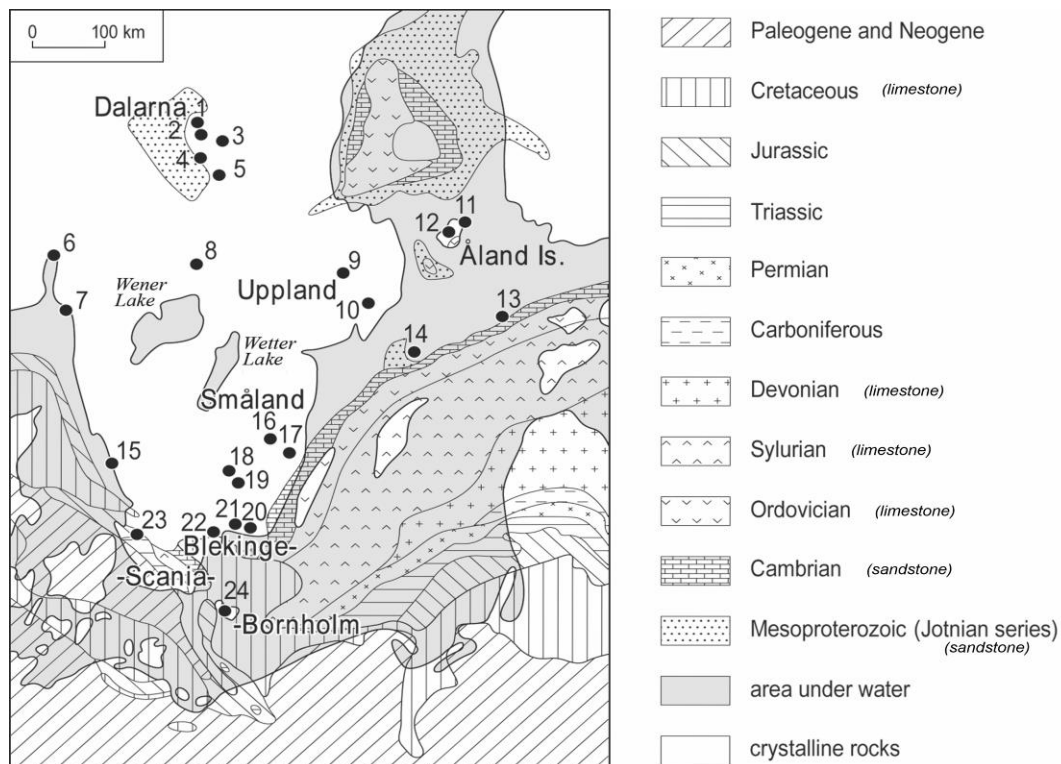 0 100 km
Dalarna 1
2
3
4
5
6
7
8
Wener
Lake
Wetter
Lake
Uppland
9
10
11
12
Åland Is.
13
14
Småland
15
16
17
18
19
21 20
22
23
Blekinge-
-Scania-
24
-Bornholm
Paleogene and Neogene
Cretaceous (limestone)
Jurassic
Triassic
Permian
Carboniferous
Devonian (limestone)
Sylurian (limestone)
Ordovician (limestone)
Cambrian (sandstone)
Mesoproterozoic (Jotnian series)
(sandstone)
area under water
crystalline rocks